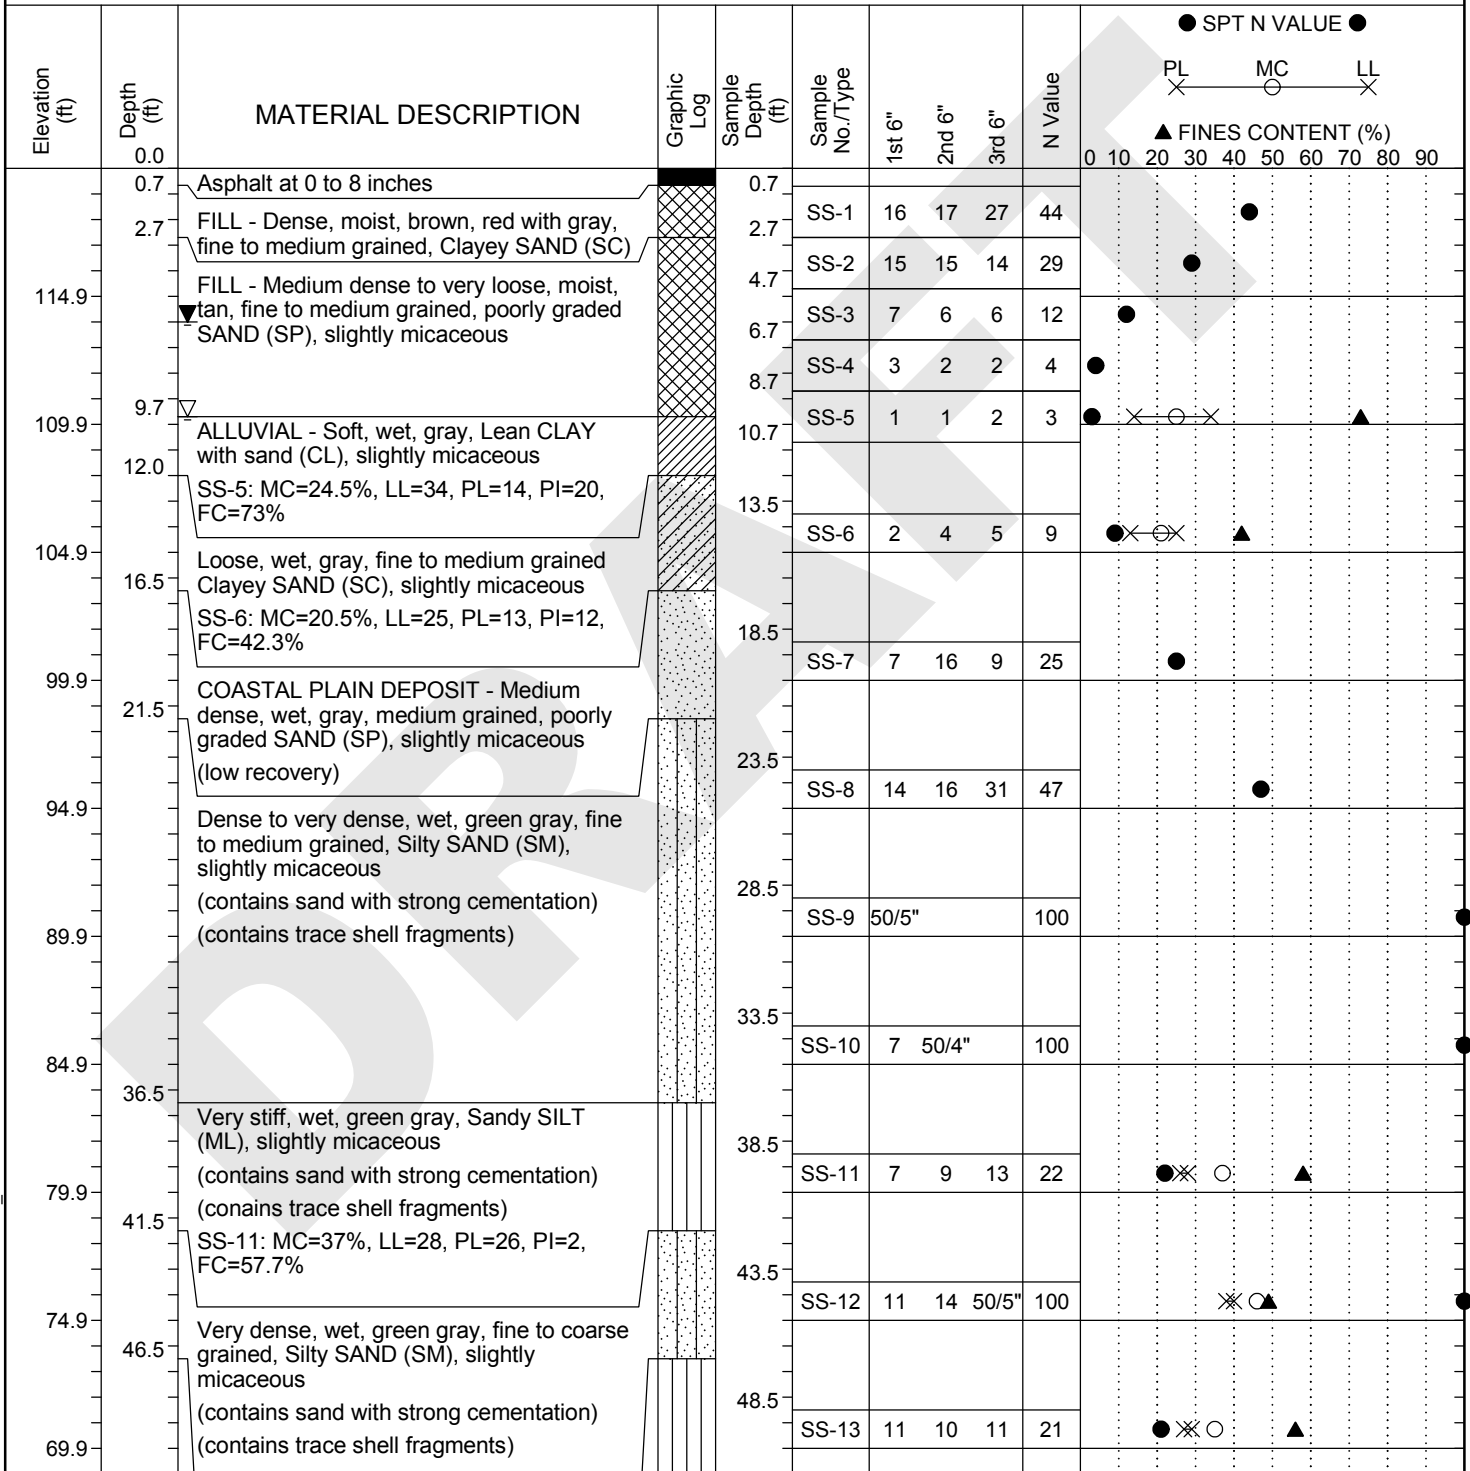 ● SPT N VALUE ●
PL MC LL
▲ FINES CONTENT (%)
0 10 20 30 40 50 60 70 80 90
Elevation (ft)
Depth (ft)
0.0
MATERIAL DESCRIPTION
Graphic Log
Sample Depth (ft)
Sample No./Type
1st 6"
2nd 6"
3rd 6"
N Value
0.7 Asphalt at 0 to 8 inches 0.7
FILL - Dense, moist, brown, red with gray,
2.7 fine to medium grained, Clayey SAND (SC)
SS-1 16 17 27 44
2.7
SS-2 15 15 14 29
4.7
FILL - Medium dense to very loose, moist,
114.9 tan, fine to medium grained, poorly graded
SAND (SP), slightly micaceous
SS-3 7 6 6 12
6.7
SS-4 3 2 2 4
8.7
9.7
SS-5 1 1 2 3
109.9
10.7
ALLUVIAL - Soft, wet, gray, Lean CLAY
with sand (CL), slightly micaceous
12.0
SS-5: MC=24.5%, LL=34, PL=14, PI=20,
FC=73%
13.5
SS-6 2 4 5 9
104.9
Loose, wet, gray, fine to medium grained
16.5 Clayey SAND (SC), slightly micaceous
SS-6: MC=20.5%, LL=25, PL=13, PI=12,
FC=42.3%
18.5
SS-7 7 16 9 25
99.9
COASTAL PLAIN DEPOSIT - Medium
21.5 dense, wet, gray, medium grained, poorly
graded SAND (SP), slightly micaceous
(low recovery)
23.5
SS-8 14 16 31 47
94.9
Dense to very dense, wet, green gray, fine
to medium grained, Silty SAND (SM),
slightly micaceous
(contains sand with strong cementation)
28.5
SS-9 50/5" 100
89.9 (contains trace shell fragments)
33.5
SS-10 7 50/4" 100
84.9
36.5
Very stiff, wet, green gray, Sandy SILT
(ML), slightly micaceous
38.5
(contains sand with strong cementation)
SS-11 7 9 13 22
79.9
(conains trace shell fragments)
41.5
SS-11: MC=37%, LL=28, PL=26, PI=2,
FC=57.7%
43.5
SS-12 11 14 50/5" 100
74.9
Very dense, wet, green gray, fine to coarse
46.5 grained, Silty SAND (SM), slightly
micaceous
48.5
(contains sand with strong cementation)
SS-13 11 10 11 21
69.9 (contains trace shell fragments)
DRAFT